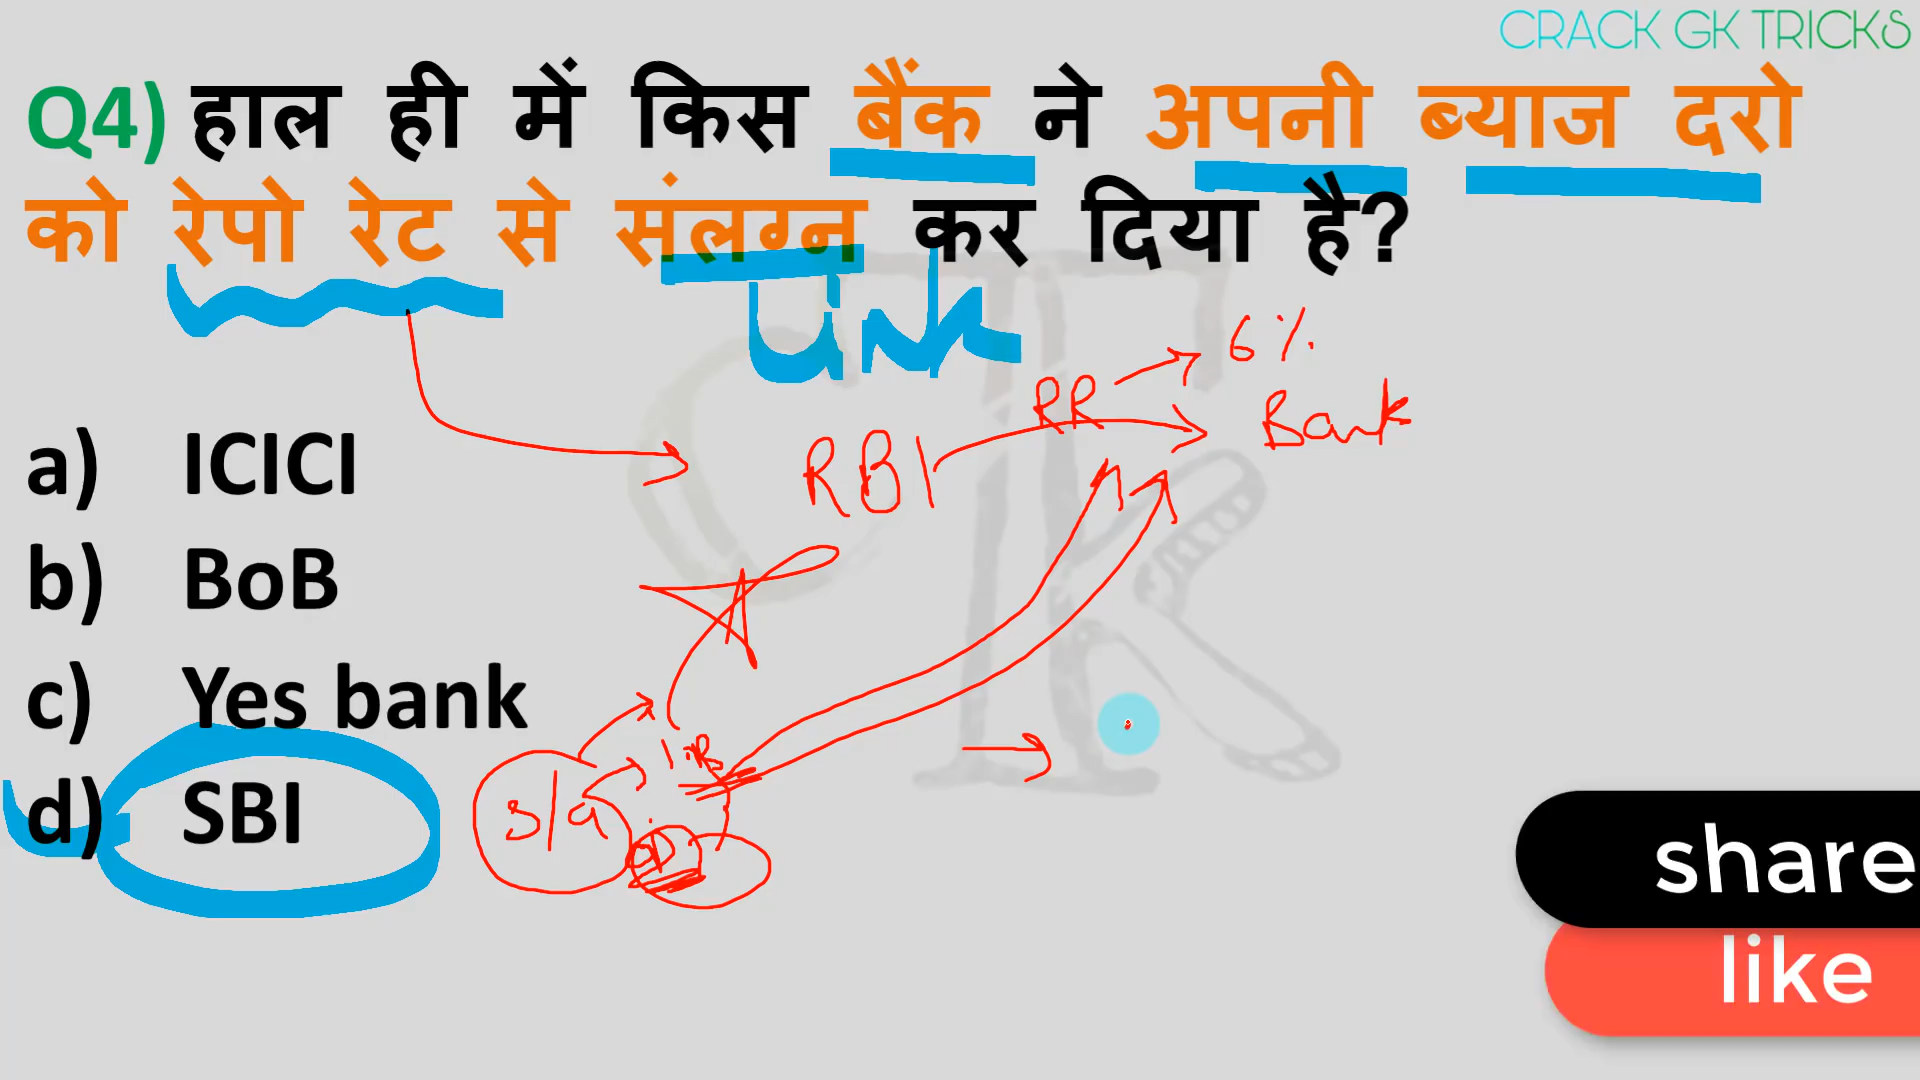 CRACK GK TRICKS
Q4) हाल ही में किस बैंक ने अपनी ब्याज दरो
को रेपो रेट से संलग्न कर दिया है?
Link
RR 6%
RBI Bank
a) ICICI
b) BoB
c) Yes bank
d) SBI
s/a
share
like